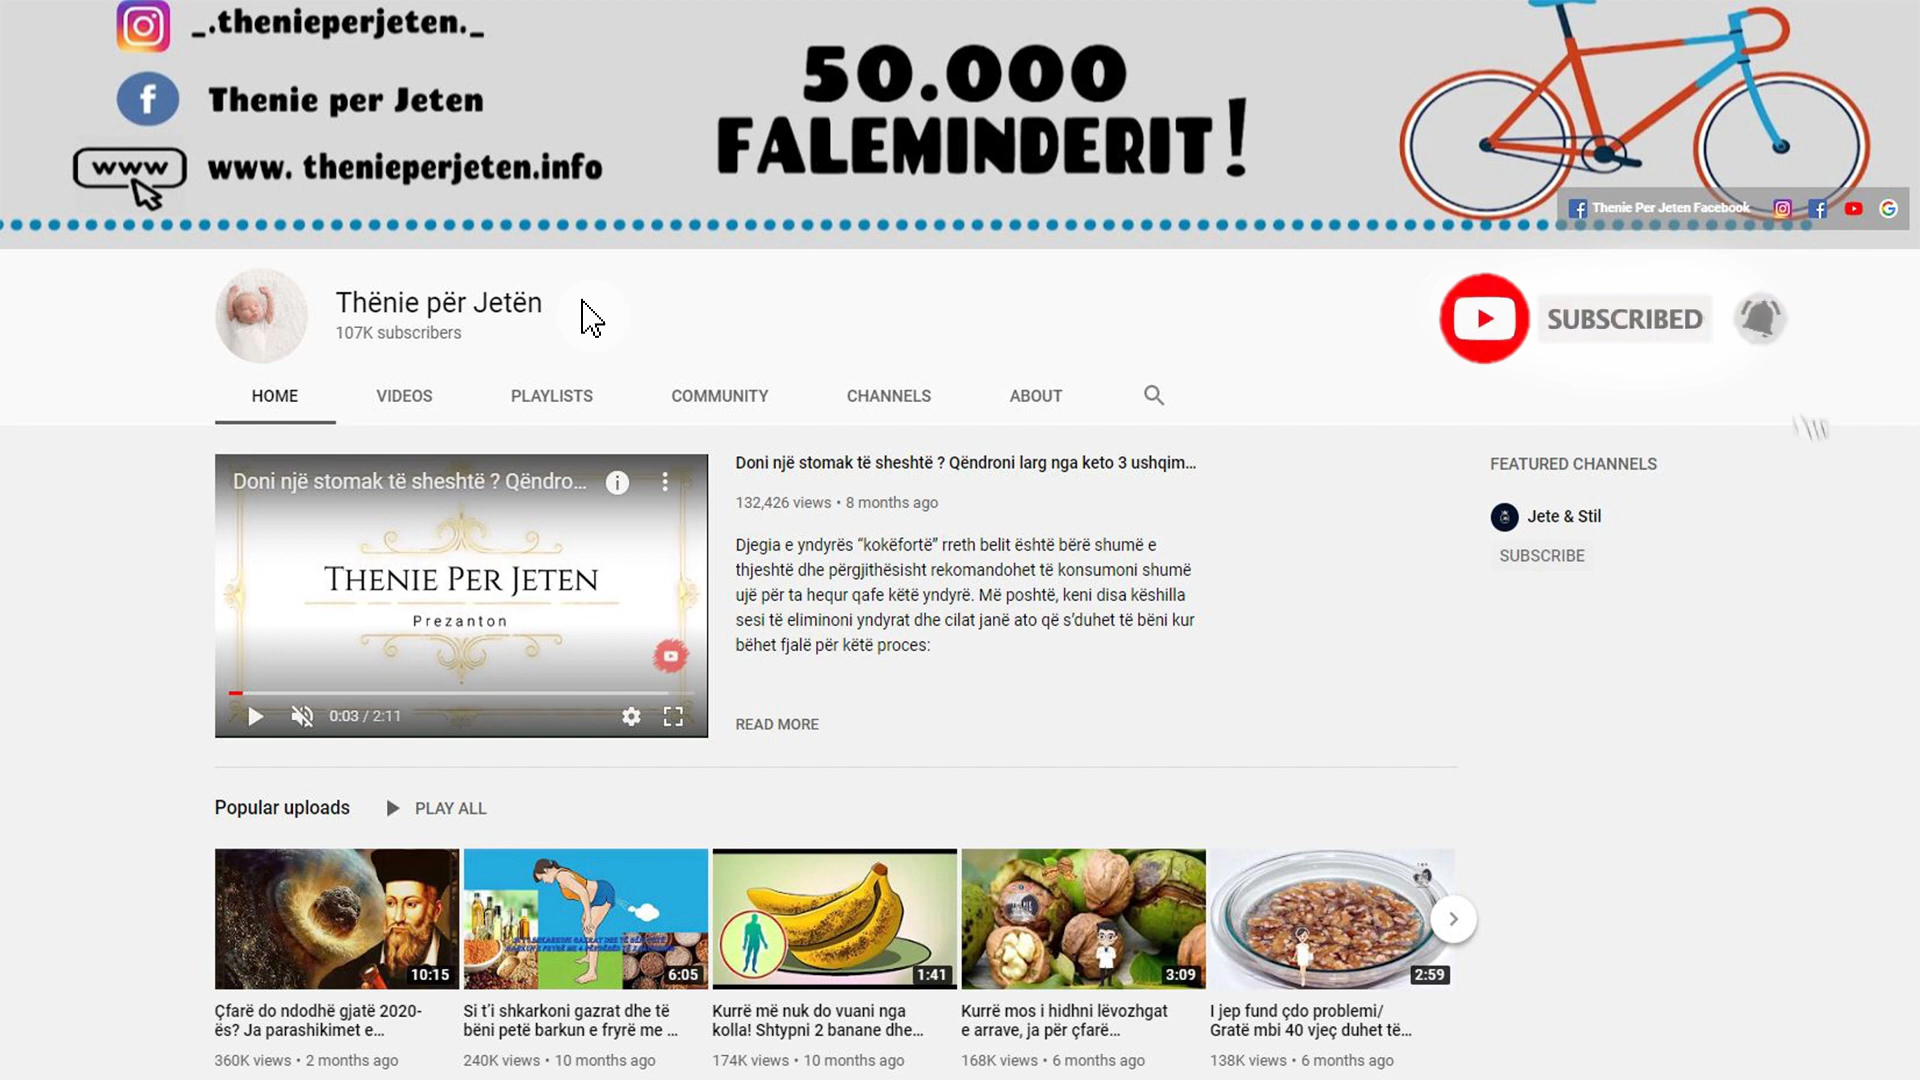 _.thenieperjeten._
Thenie per Jeten
www
www. thenieperjeten.info
50.000
FALEMINDERIT!
Thenie Per Jeten Facebook
Thënie për Jetën
107K subscribers
SUBSCRIBED
HOME
VIDEOS
PLAYLISTS
COMMUNITY
CHANNELS
ABOUT
Doni një stomak të sheshtë ? Qëndro...
THENIE PER JETEN
Prezanton
0:03 / 2:11
Doni një stomak të sheshtë ? Qëndroni larg nga keto 3 ushqim...
132,426 views • 8 months ago
Djegia e yndyrës “kokëfortë” rreth belit është bërë shumë e
thjeshtë dhe përgjithësisht rekomandohet të konsumoni shumë
ujë për ta hequr qafe këtë yndyrë. Më poshtë, keni disa këshilla
sesi të eliminoni yndyrat dhe cilat janë ato që s’duhet të bëni kur
bëhet fjalë për këtë proces:
READ MORE
FEATURED CHANNELS
Jete & Stil
SUBSCRIBE
Popular uploads
PLAY ALL
10:15
6:05
1:41
3:09
2:59
Çfarë do ndodhë gjatë 2020-
ës? Ja parashikimet e...
360K views • 2 months ago
Si t’i shkarkoni gazrat dhe të
bëni petë barkun e fryrë me ...
240K views • 10 months ago
Kurrë më nuk do vuani nga
kolla! Shtypni 2 banane dhe...
174K views • 10 months ago
Kurrë mos i hidhni lëvozhgat
e arrave, ja për çfarë...
168K views • 6 months ago
I jep fund çdo problemi/
Gratë mbi 40 vjeç duhet të...
138K views • 6 months ago